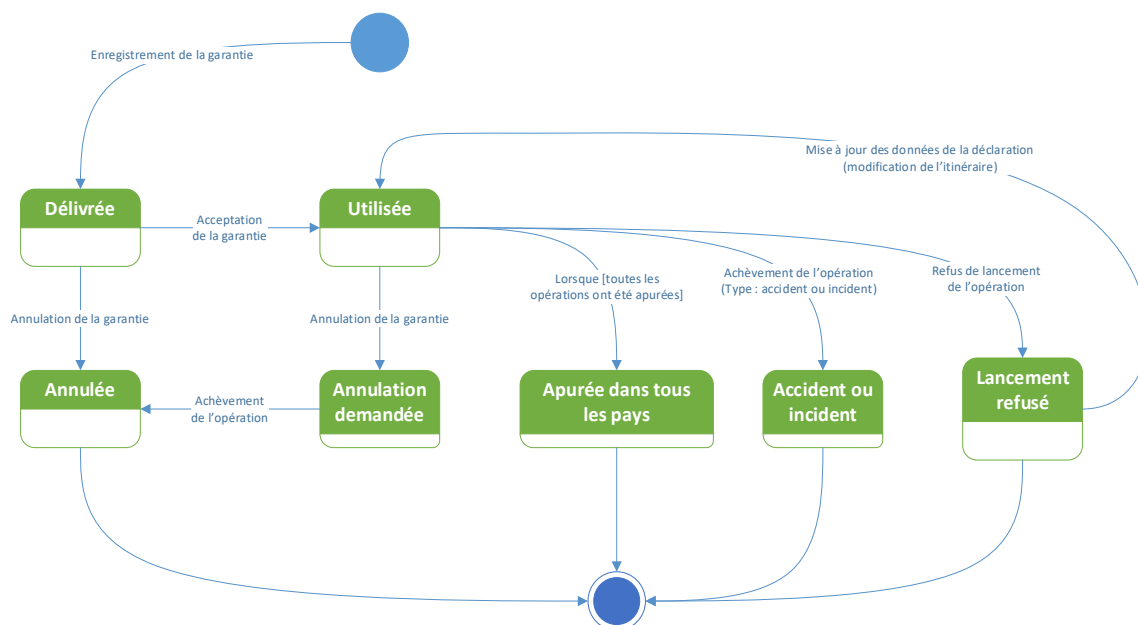 Enregistrement de la garantie
Mise à jour des données de la déclaration
(modification de l'itinéraire)
Délivrée
Utilisée
Acceptation
de la garantie
Lorsque [toutes les
opérations ont été apurées]
Achèvement de l'opération
(Type : accident ou incident)
Refus de lancement
de l'opération
Annulation de la garantie
Annulation de la garantie
Annulée
Achèvement
de l'opération
Annulation
demandée
Apurée dans tous
les pays
Accident ou
incident
Lancement
refusé